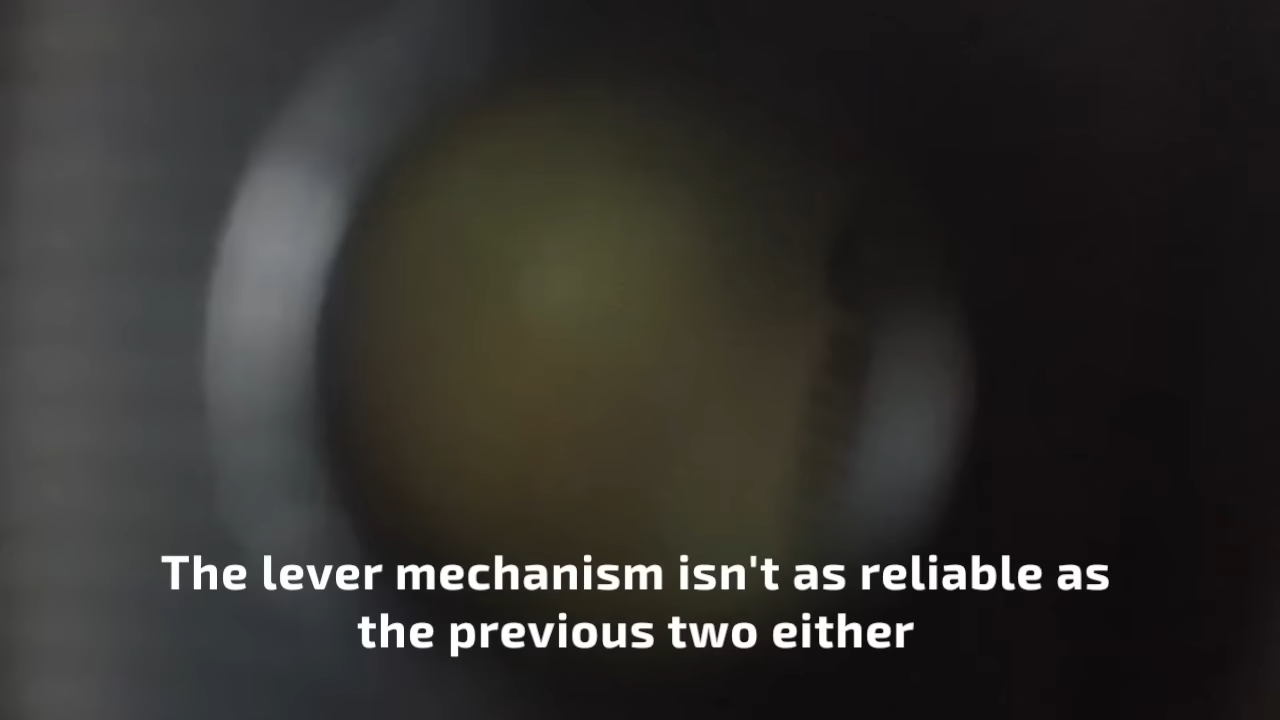 The lever mechanism isn't as reliable as
the previous two either